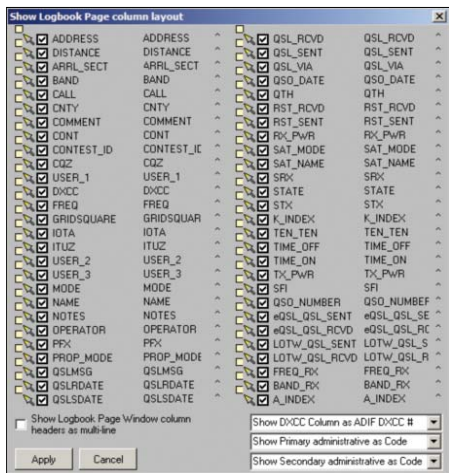 Show Logbook Page column layout
ADDRESS ADDRESS
DISTANCE DISTANCE
ARRL_SECT ARRL_SECT
BAND BAND
CALL CALL
CNTY CNTY
COMMENT COMMENT
CONT CONT
CONTEST_ID CONTEST_IC
CQZ CQZ
USER_1 USER_1
DXCC DXCC
FREQ FREQ
GRIDSQUARE GRIDSQUAR
IOTA IOTA
ITUZ ITUZ
USER_2 USER_2
USER_3 USER_3
MODE MODE
NAME NAME
NOTES NOTES
OPERATOR OPERATOR
PFX PFX
PROP_MODE PROP_MODE
QSLMSG QSLMSG
QSLRDATE QSLRDATE
QSLSDATE QSLSDATE
QSL_RCVD QSL_RCVD
QSL_SENT QSL_SENT
QSL_VIA QSL_VIA
QSO_DATE QSO_DATE
QTH QTH
RST_RCVD RST_RCVD
RST_SENT RST_SENT
RX_PWR RX_PWR
SAT_MODE SAT_MODE
SAT_NAME SAT_NAME
SRX SRX
STATE STATE
STX STX
K_INDEX K_INDEX
TEN_TEN TEN_TEN
TIME_OFF TIME_OFF
TIME_ON TIME_ON
TX_PWR TX_PWR
SFI SFI
QSO_NUMBER QSO_NUMBEF
eQSL_QSL_SENT eQSL_QSL_SE
eQSL_QSL_RCVD eQSL_QSL_RC
LOTW_QSL_SENT LOTW_QSL_S
LOTW_QSL_RCVD LOTW_QSL_R
FREQ_RX FREQ_RX
BAND_RX BAND_RX
A_INDEX A_INDEX
Show Logbook Page Window column
headers as multi-line
Show DXCC Column as ADIF DXCC #
Show Primary administrative as Code
Show Secondary administrative as Code
Apply Cancel